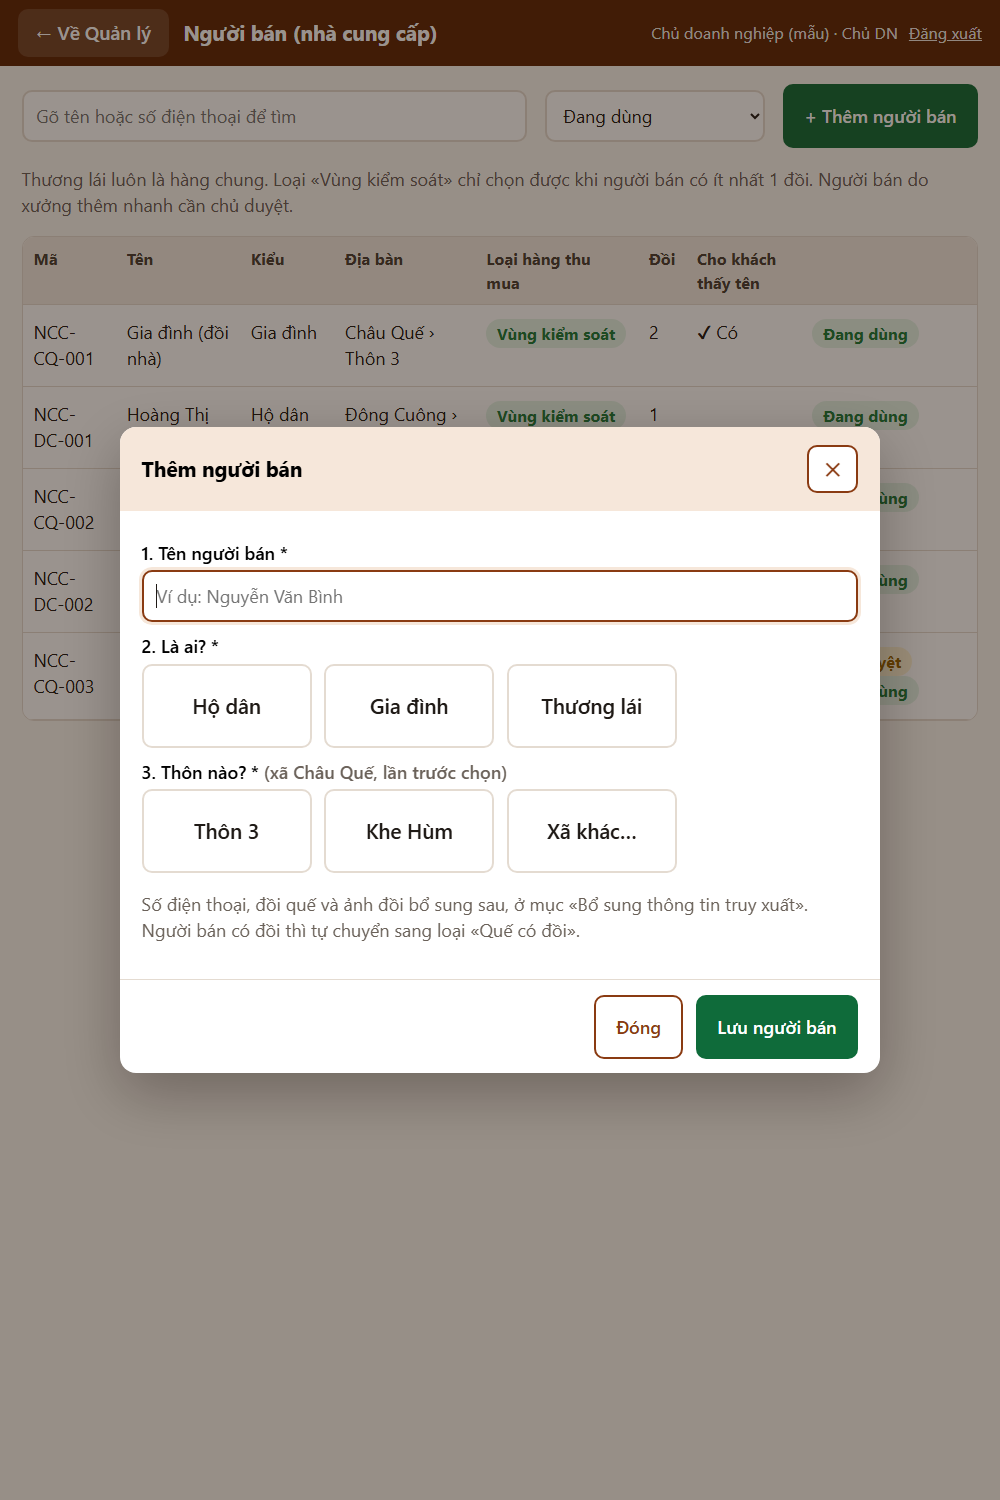 ← Về Quản lý
Người bán (nhà cung cấp)
Chủ doanh nghiệp (mẫu) · Chủ DN Đăng xuất
Gõ tên hoặc số điện thoại để tìm
Đang dùng
+ Thêm người bán
Thương lái luôn là hàng chung. Loại «Vùng kiểm soát» chỉ chọn được khi người bán có ít nhất 1 đồi. Người bán do
xưởng thêm nhanh cần chủ duyệt.
Mã Tên Kiểu Địa bàn Loại hàng thu mua Đồi Cho khách thấy tên
NCC-CQ-001 Gia đình (đồi nhà) Gia đình Châu Quế › Thôn 3 Vùng kiểm soát 2 ✓ Có Đang dùng
NCC-DC-001 Hoàng Thị Hộ dân Đông Cuông › Vùng kiểm soát 1 Đang dùng
NCC-CQ-002
NCC-DC-002
NCC-CQ-003
Thêm người bán
×
1. Tên người bán *
Ví dụ: Nguyễn Văn Bình
2. Là ai? *
Hộ dân
Gia đình
Thương lái
3. Thôn nào? * (xã Châu Quế, lần trước chọn)
Thôn 3
Khe Hùm
Xã khác...
Số điện thoại, đồi quế và ảnh đồi bổ sung sau, ở mục «Bổ sung thông tin truy xuất».
Người bán có đồi thì tự chuyển sang loại «Quế có đồi».
Đóng
Lưu người bán